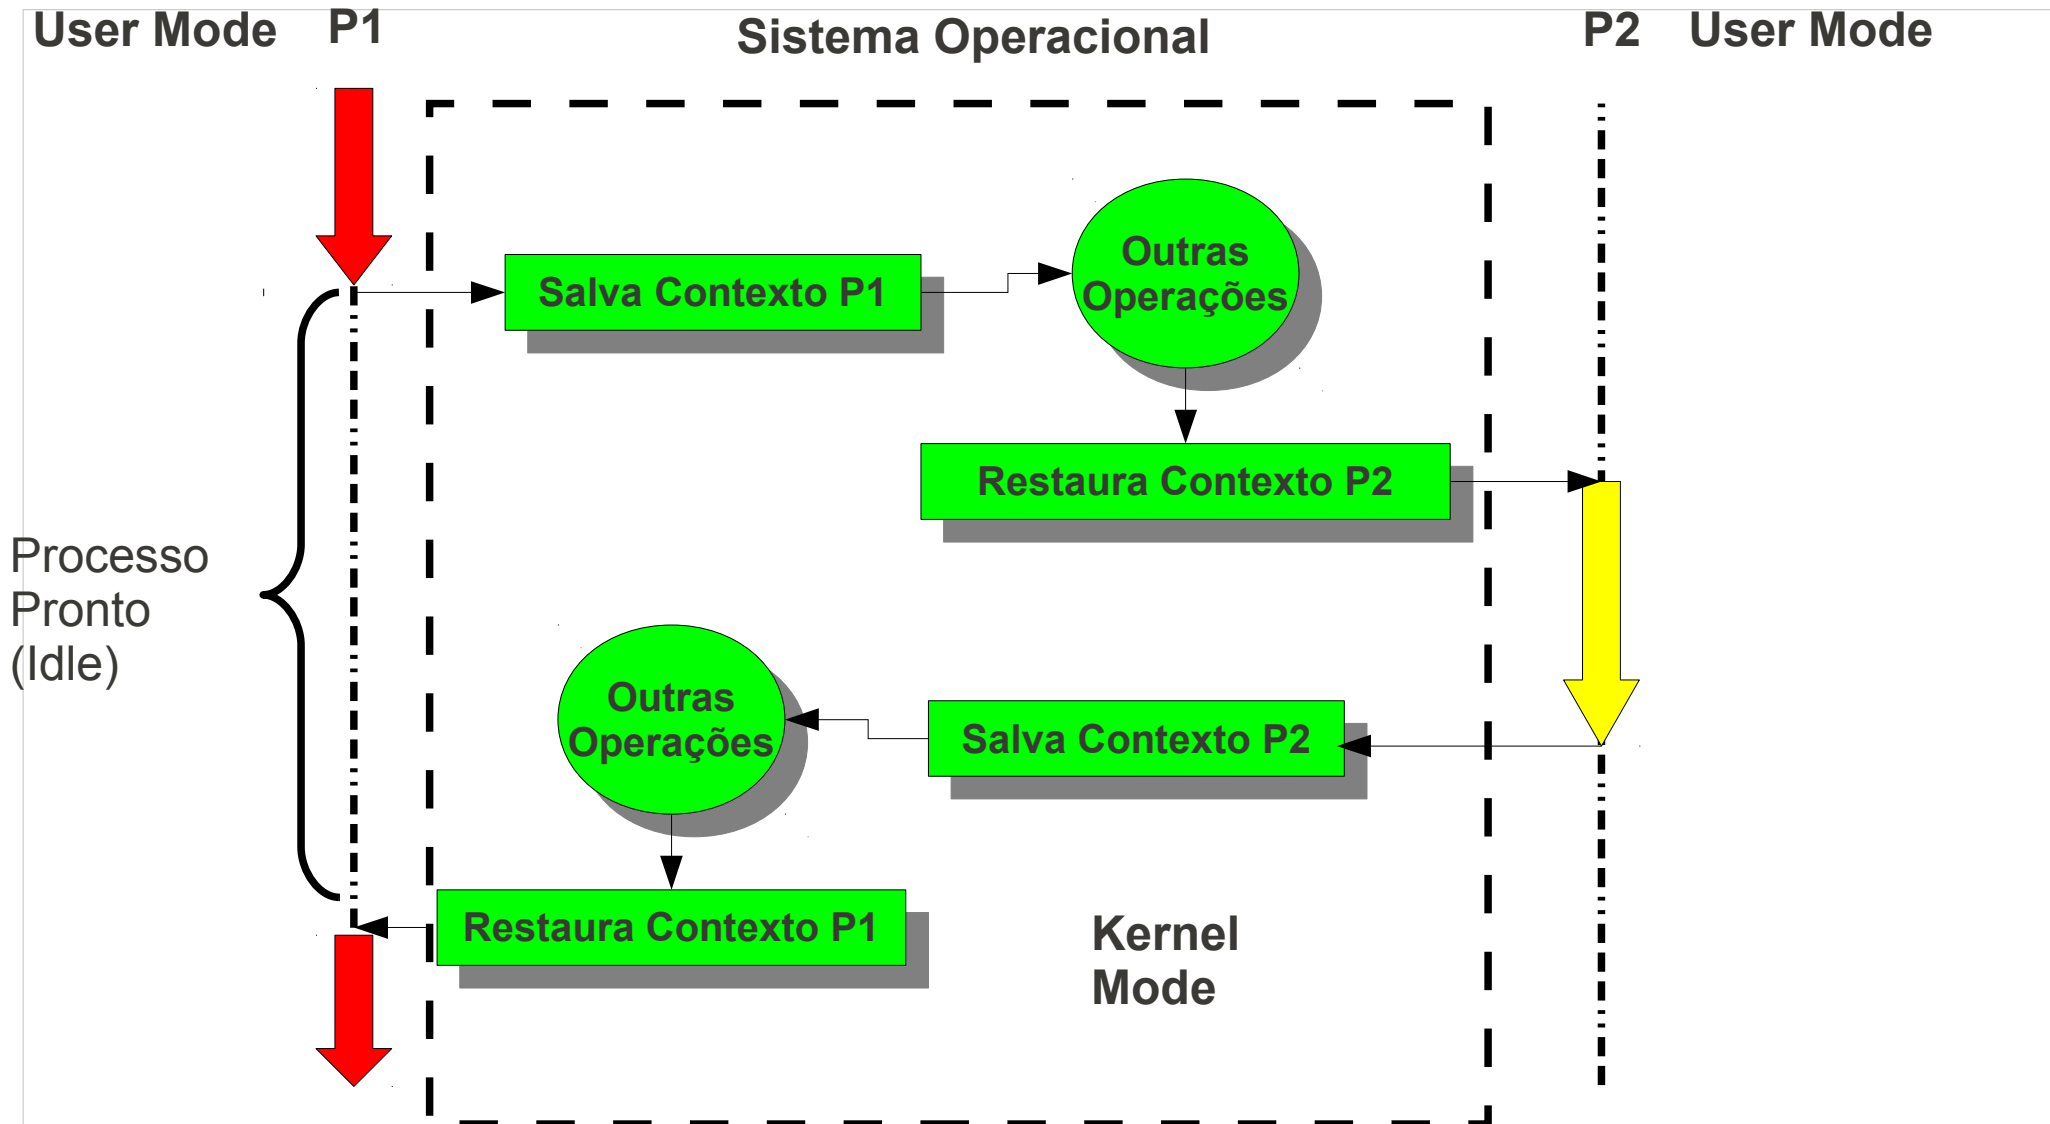 User Mode P1 Sistema Operacional P2 User Mode
Outras
Operações
Salva Contexto P1
Restaura Contexto P2
Processo
Pronto
(Idle)
Outras
Operações
Salva Contexto P2
Restaura Contexto P1
Kernel
Mode